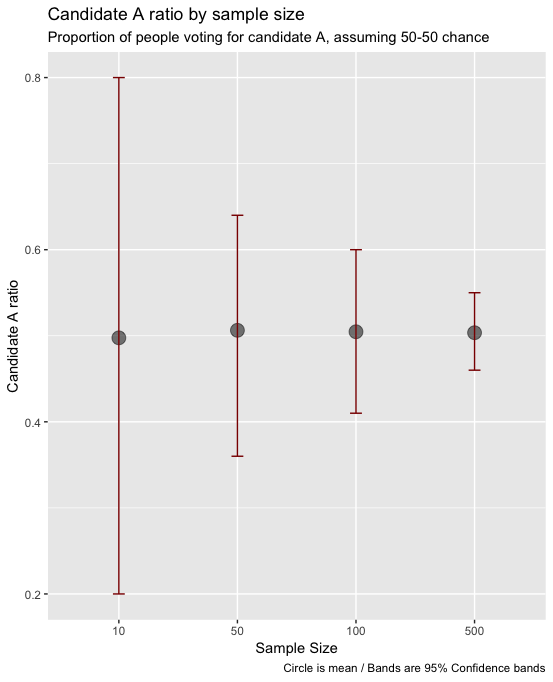 Candidate A ratio by sample size
Proportion of people voting for candidate A, assuming 50-50 chance
Candidate A ratio
0.8
0.6
0.4
0.2
10 50 100 500
Sample Size
Circle is mean / Bands are 95% Confidence bands